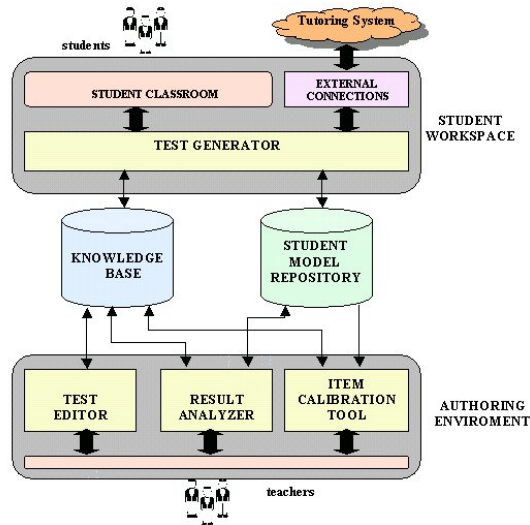 students
Tutoring System
STUDENT CLASSROOM
EXTERNAL
CONNECTIONS
STUDENT
WORKSPACE
TEST GENERATOR
KNOWLEDGE
BASE
STUDENT
MODEL
REPOSITORY
TEST
EDITOR
RESULT
ANALYZER
ITEM
CALIBRATION
TOOL
AUTHORING
ENVIROMENT
teachers